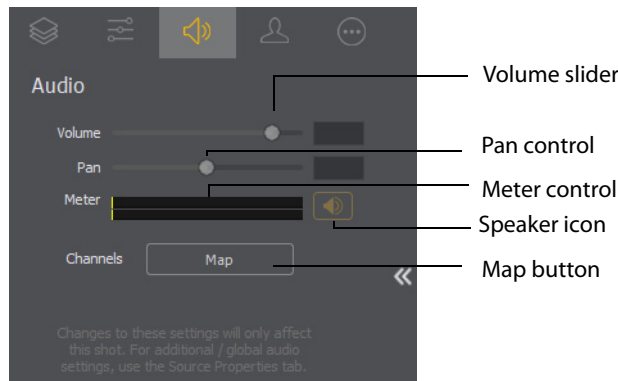 Audio
Volume
Volume slider
Pan
Pan control
Meter
Meter control
Speaker icon
Channels
Map
Map button
Changes to these settings will only affect
this shot. For additional / global audio
settings, use the Source Properties tab.